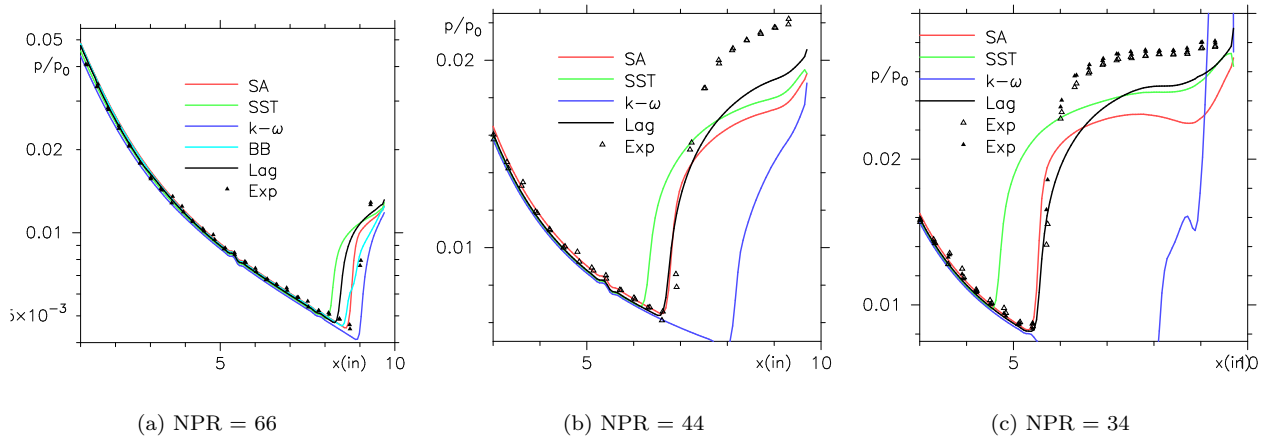 0.05
p/p0
0.02
0.01
5×10−3
SA
SST
k−ω
BB
Lag
Exp
5
x(in)
10
(a) NPR = 66
p/p0
0.02
0.01
SA
SST
k−ω
Lag
Exp
5
x(in)
10
(b) NPR = 44
p/p0
0.02
0.01
SA
SST
k−ω
Lag
Exp
Exp
5
x(in)
10
(c) NPR = 34